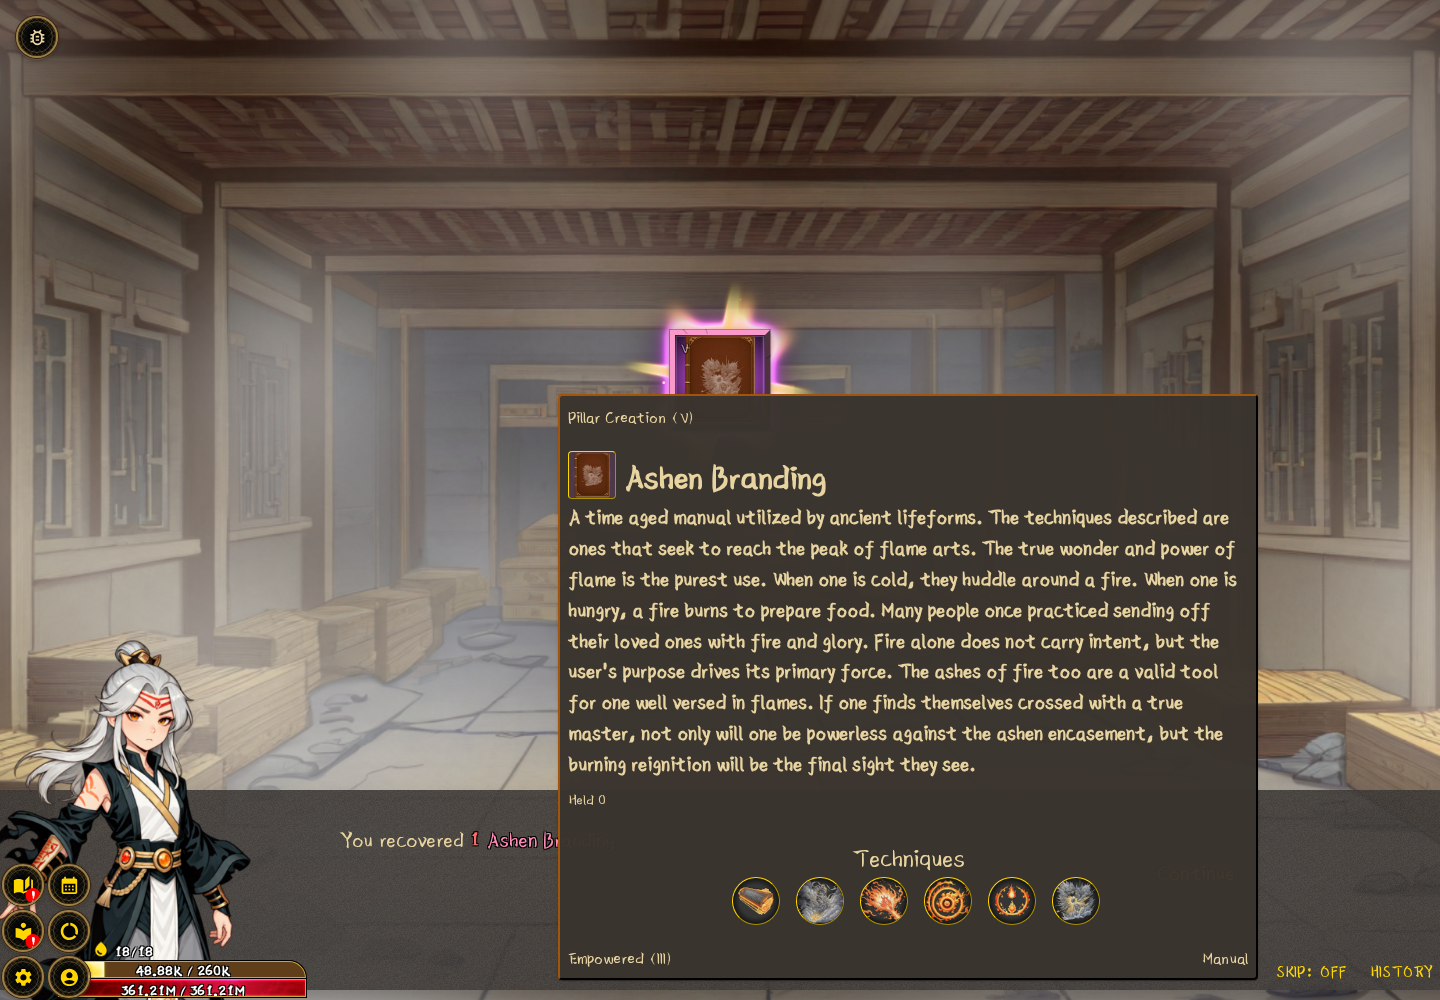 Pillar Creation (V)
Ashen Branding
A time aged manual utilized by ancient lifeforms. The techniques described are
ones that seek to reach the peak of flame arts. The true wonder and power of
flame is the purest use. When one is cold, they huddle around a fire. When one is
hungry, a fire burns to prepare food. Many people once practiced sending off
their loved ones with fire and glory. Fire alone does not carry intent, but the
user's purpose drives its primary force. The ashes of fire too are a valid tool
for one well versed in flames. If one finds themselves crossed with a true
master, not only will one be powerless against the ashen encasement, but the
burning reignition will be the final sight they see.
Held 0
You recovered 1 Ashen
Techniques
Empowered (III)
Manual
18/18
48.88K / 260K
361.21M / 361.21M
SKIP: OFF
HISTORY